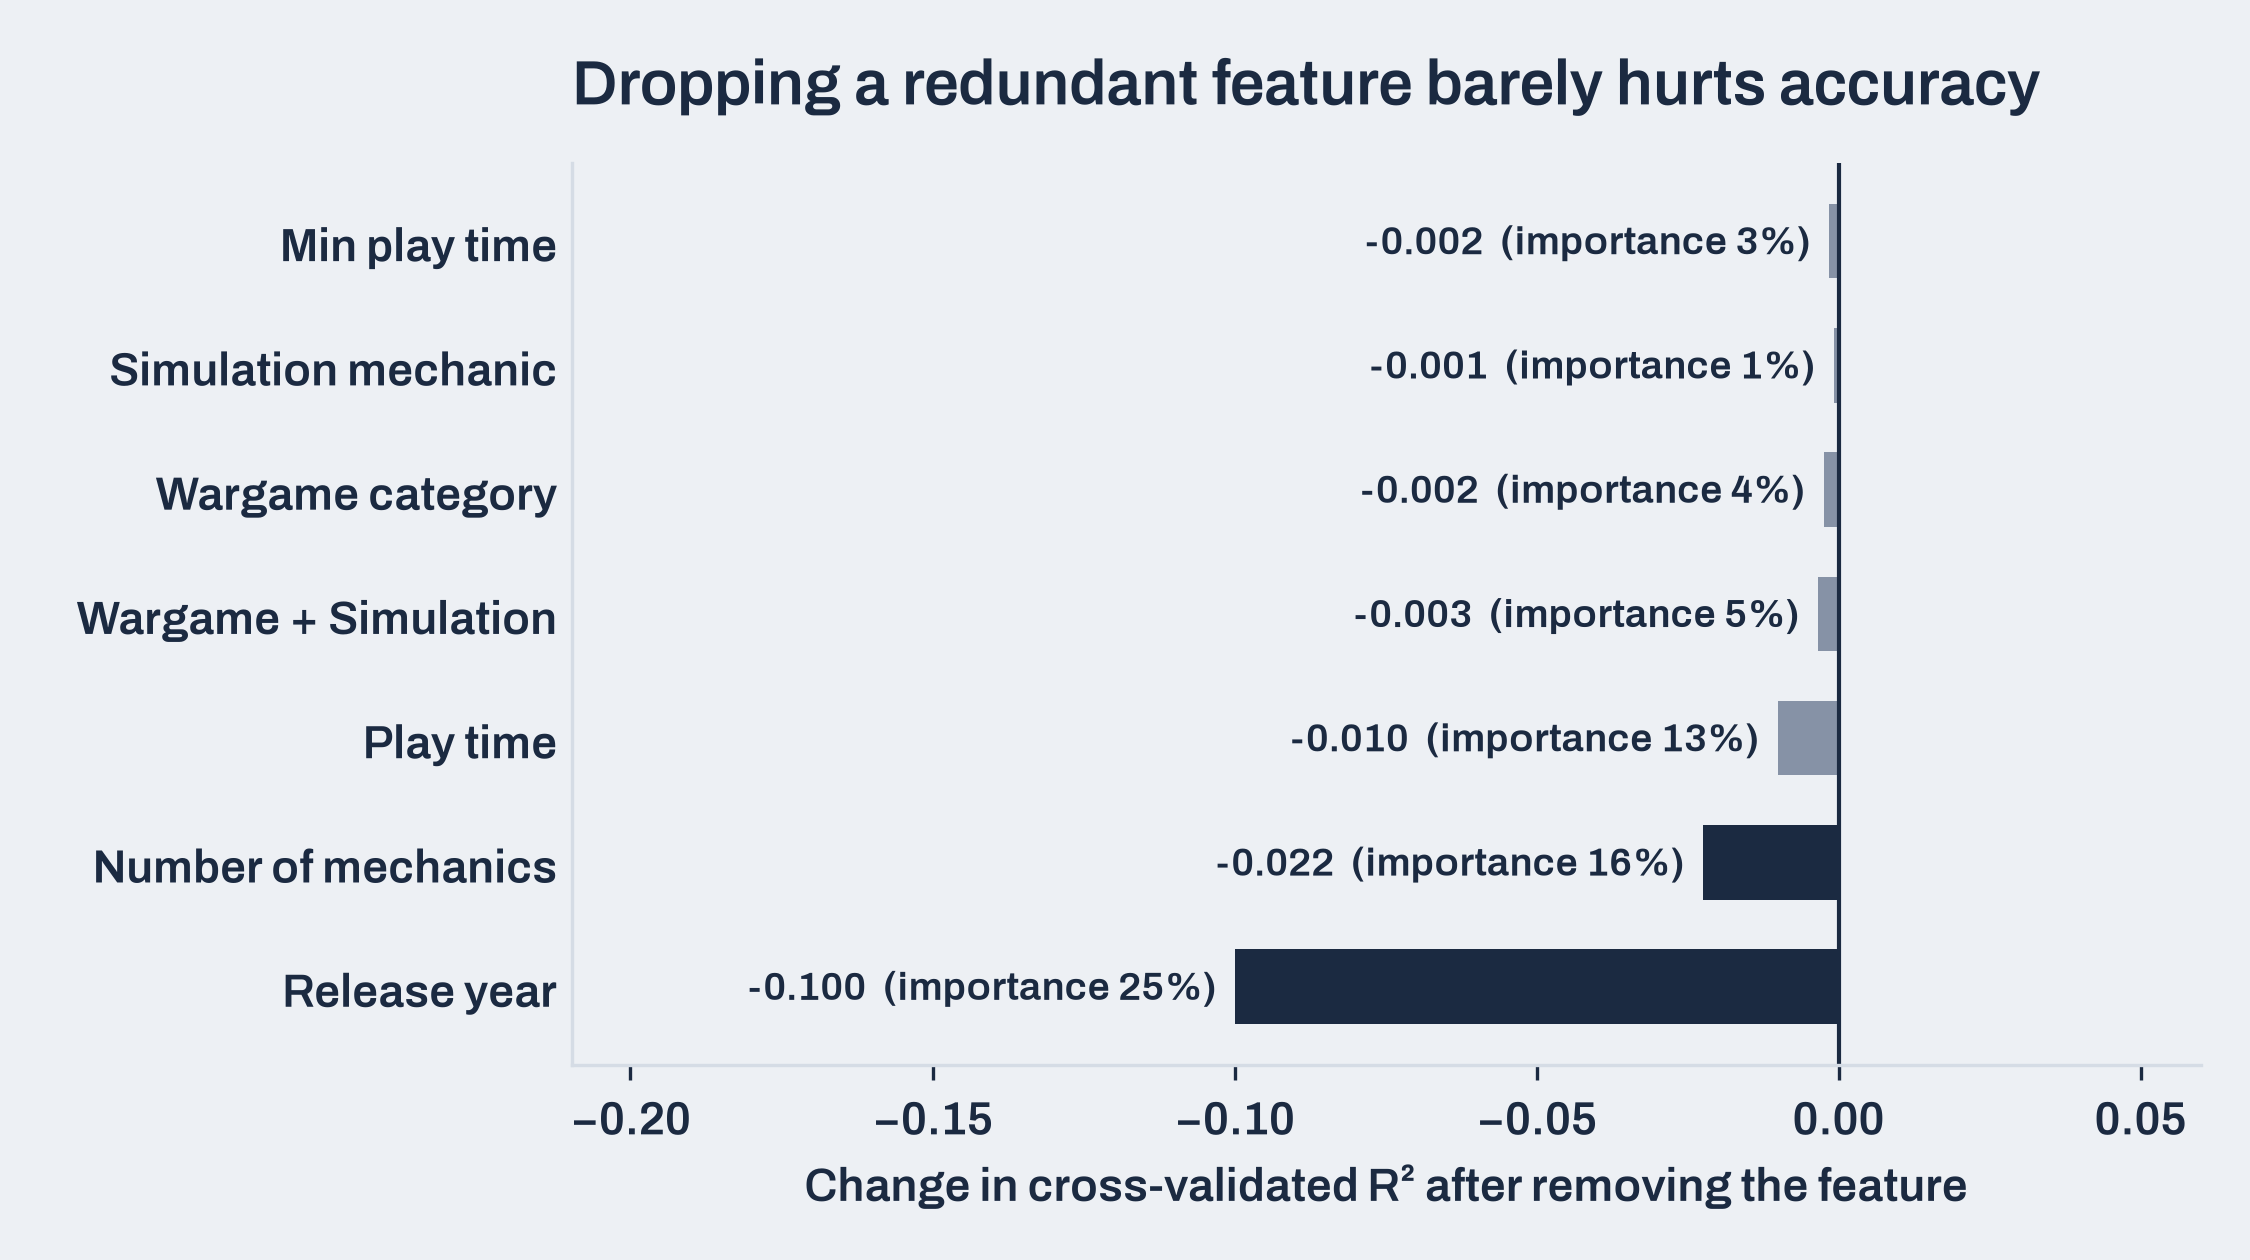 Dropping a redundant feature barely hurts accuracy
Min play time
-0.002 (importance 3%)
Simulation mechanic
-0.001 (importance 1%)
Wargame category
-0.002 (importance 4%)
Wargame + Simulation
-0.003 (importance 5%)
Play time
-0.010 (importance 13%)
Number of mechanics
-0.022 (importance 16%)
Release year
-0.100 (importance 25%)
−0.20 −0.15 −0.10 −0.05 0.00 0.05
Change in cross-validated R² after removing the feature